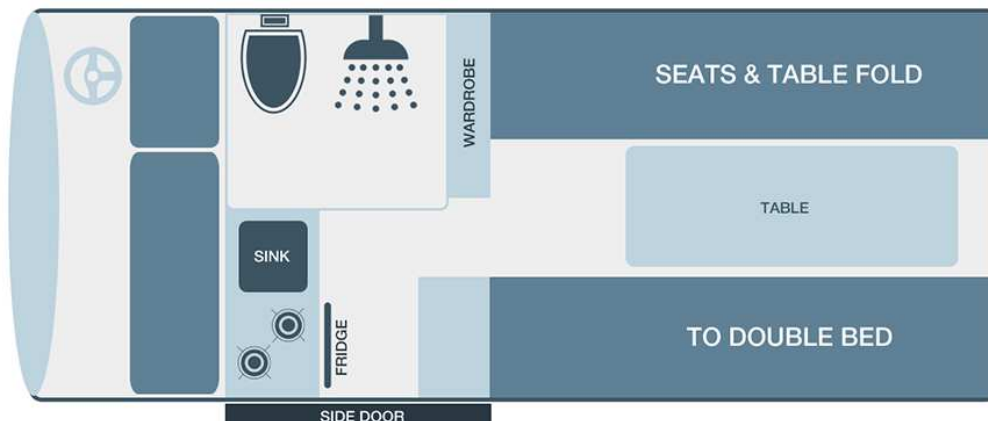 SEATS & TABLE FOLD
WARDROBE
TABLE
SINK
FRIDGE
TO DOUBLE BED
SIDE DOOR